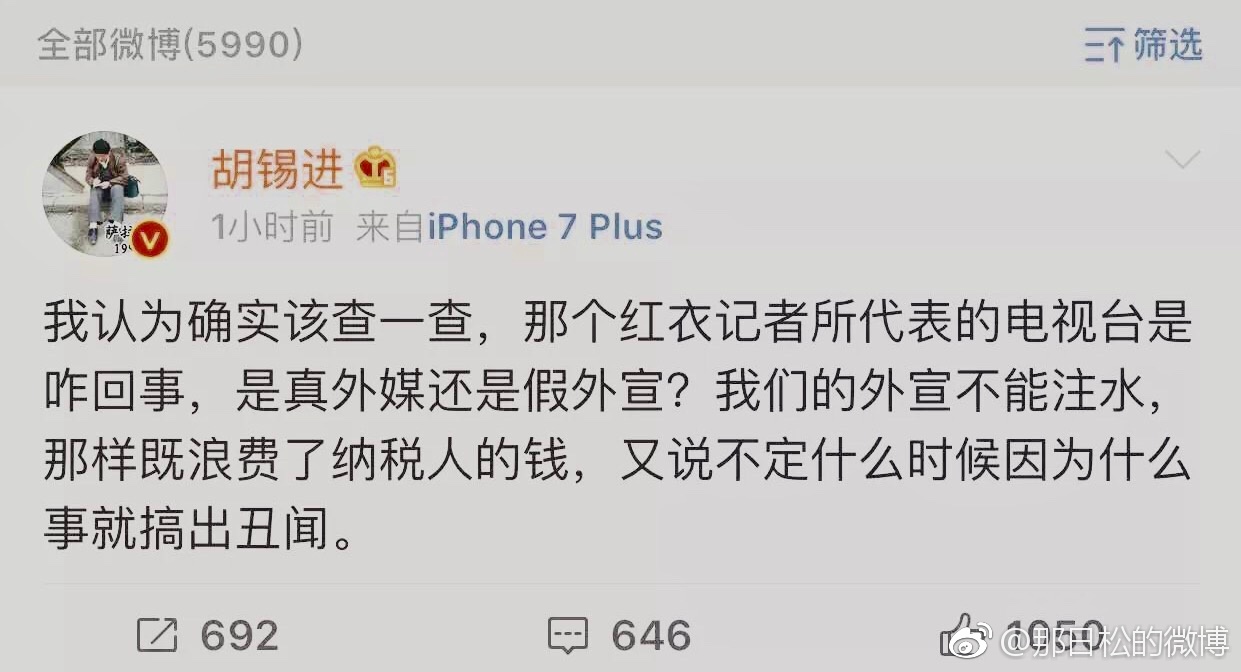 全部微博(5990)
筛选
胡锡进
1小时前 来自iPhone 7 Plus
我认为确实该查一查，那个红衣记者所代表的电视台是
咋回事，是真外媒还是假外宣？我们的外宣不能注水，
那样既浪费了纳税人的钱，又说不定什么时候因为什么
事就搞出丑闻。
692
646
1050
@那日松的微博